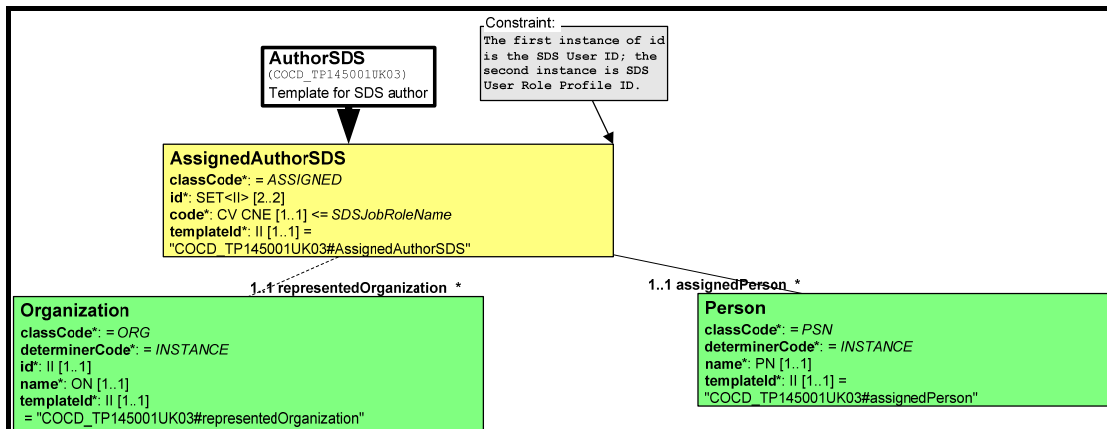 Constraint:
The first instance of id
is the SDS User ID; the
second instance is SDS
User Role Profile ID.
AuthorSDS
(COCD_TP145001UK03)
Template for SDS author
AssignedAuthorSDS
classCode*: = ASSIGNED
id*: SET<II> [2..2]
code*: CV CNE [1..1] <= SDSJobRoleName
templateId*: II [1..1] =
"COCD_TP145001UK03#AssignedAuthorSDS"
1..1 representedOrganization *
1..1 assignedPerson *
Organization
classCode*: = ORG
determinerCode*: = INSTANCE
id*: II [1..1]
name*: ON [1..1]
templateId*: II [1..1]
= "COCD_TP145001UK03#representedOrganization"
Person
classCode*: = PSN
determinerCode*: = INSTANCE
name*: PN [1..1]
templateId*: II [1..1] =
"COCD_TP145001UK03#assignedPerson"